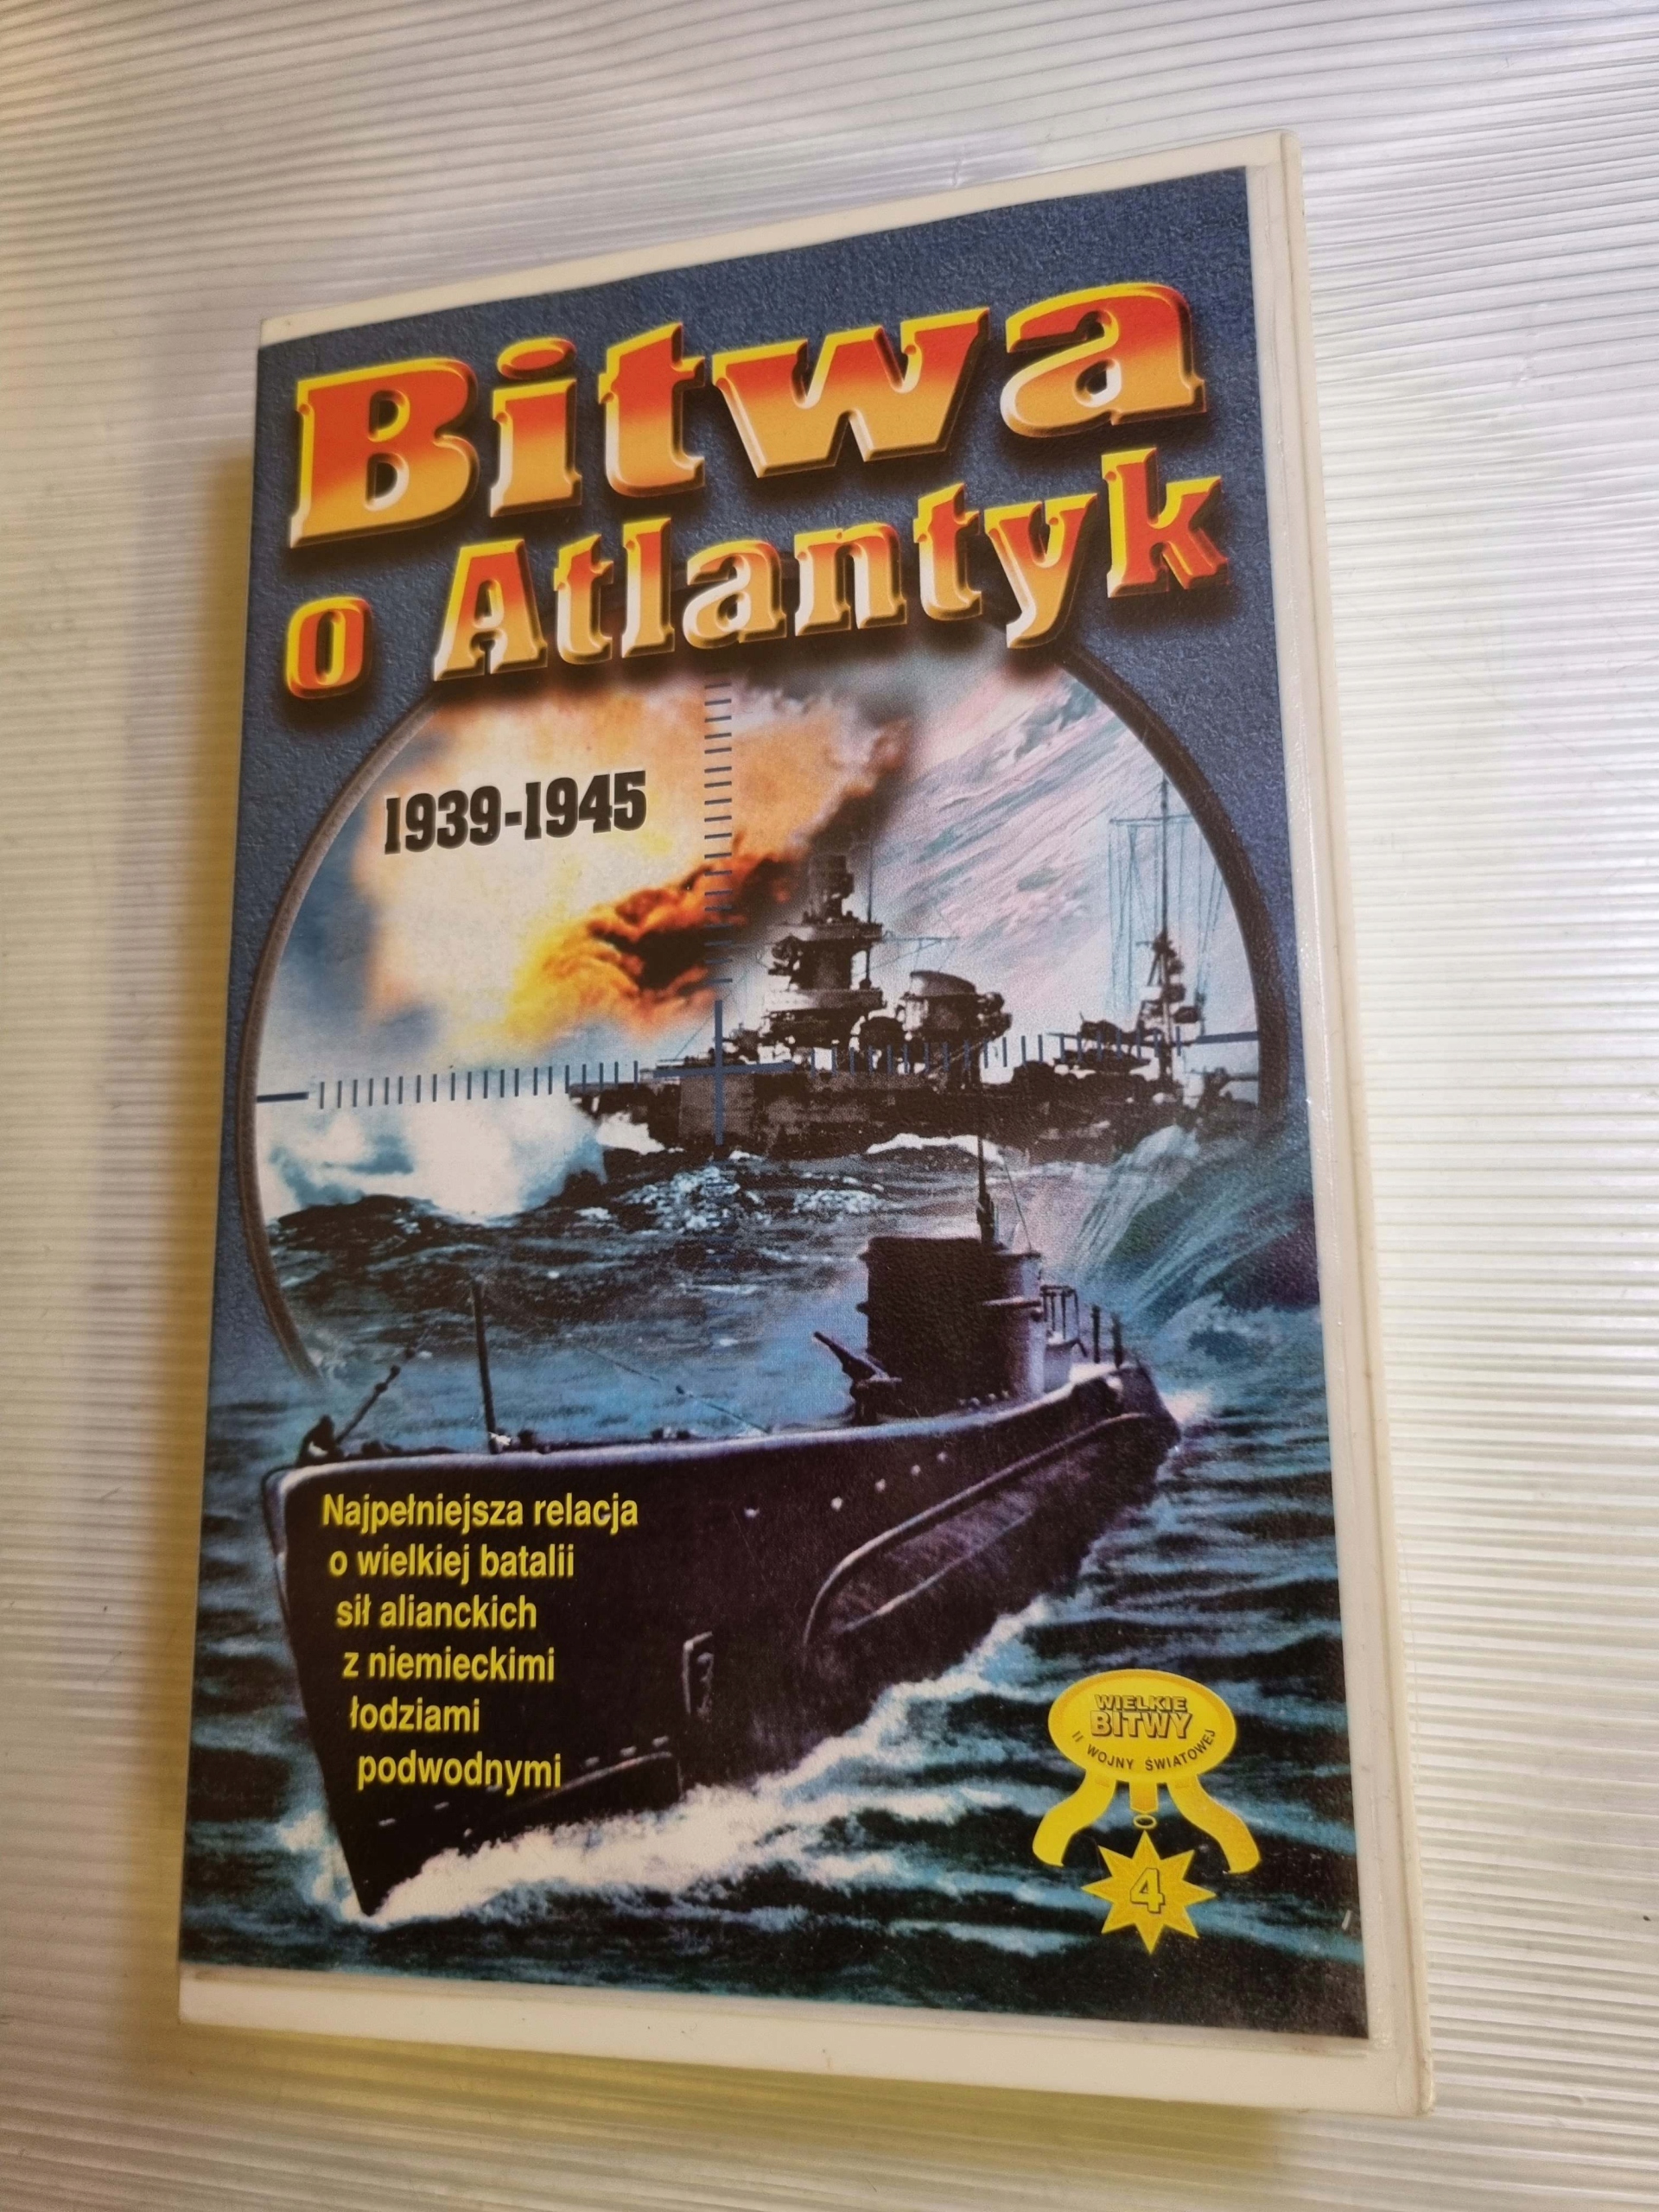 Bitwa
o Atlantyk
1939-1945
Najpełniejsza relacja
o wielkiej batalii
sił alianckich
z niemieckimi
łodziami
podwodnymi
WIELKIE
BITWY
II WOJNY ŚWIATOWEJ
4